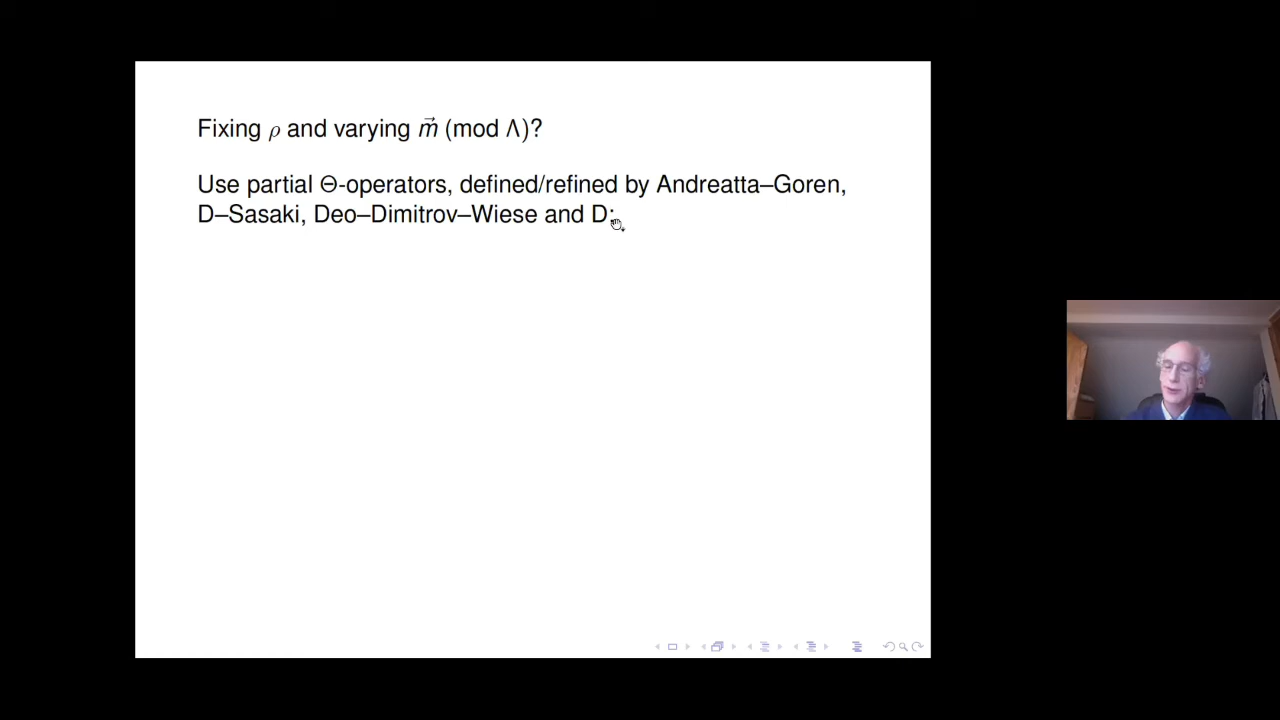 Fixing ρ and varying m⃗ (mod Λ)?
Use partial Θ-operators, defined/refined by Andreatta–Goren,
D–Sasaki, Deo–Dimitrov–Wiese and D: